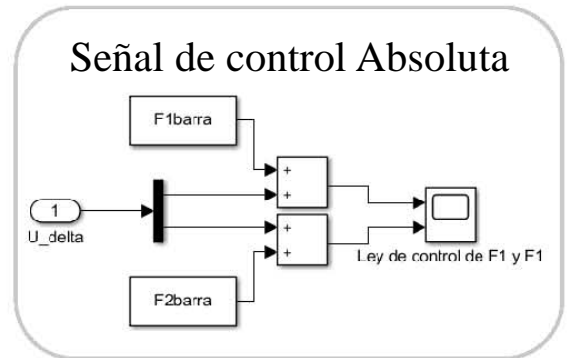 Señal de control Absoluta
F1barra
+
+
1
U_delta
+
+
Ley de control de F1 y F1
F2barra